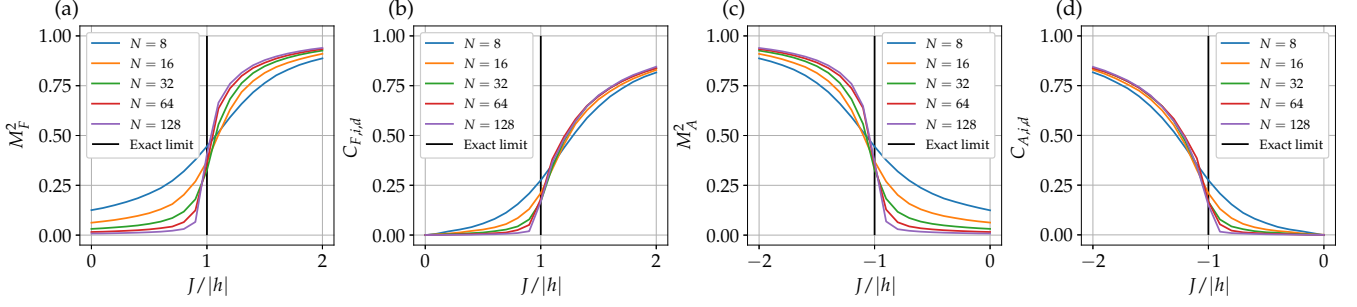 (a)
1.00
0.75
0.50
0.25
0.00
M²_F
N = 8
N = 16
N = 32
N = 64
N = 128
Exact limit
0
1
2
J/|h|
(b)
1.00
0.75
0.50
0.25
0.00
C_{F,i,d}
N = 8
N = 16
N = 32
N = 64
N = 128
Exact limit
0
1
2
J/|h|
(c)
1.00
0.75
0.50
0.25
0.00
M²_A
N = 8
N = 16
N = 32
N = 64
N = 128
Exact limit
−2
−1
0
J/|h|
(d)
1.00
0.75
0.50
0.25
0.00
C_{A,i,d}
N = 8
N = 16
N = 32
N = 64
N = 128
Exact limit
−2
−1
0
J/|h|